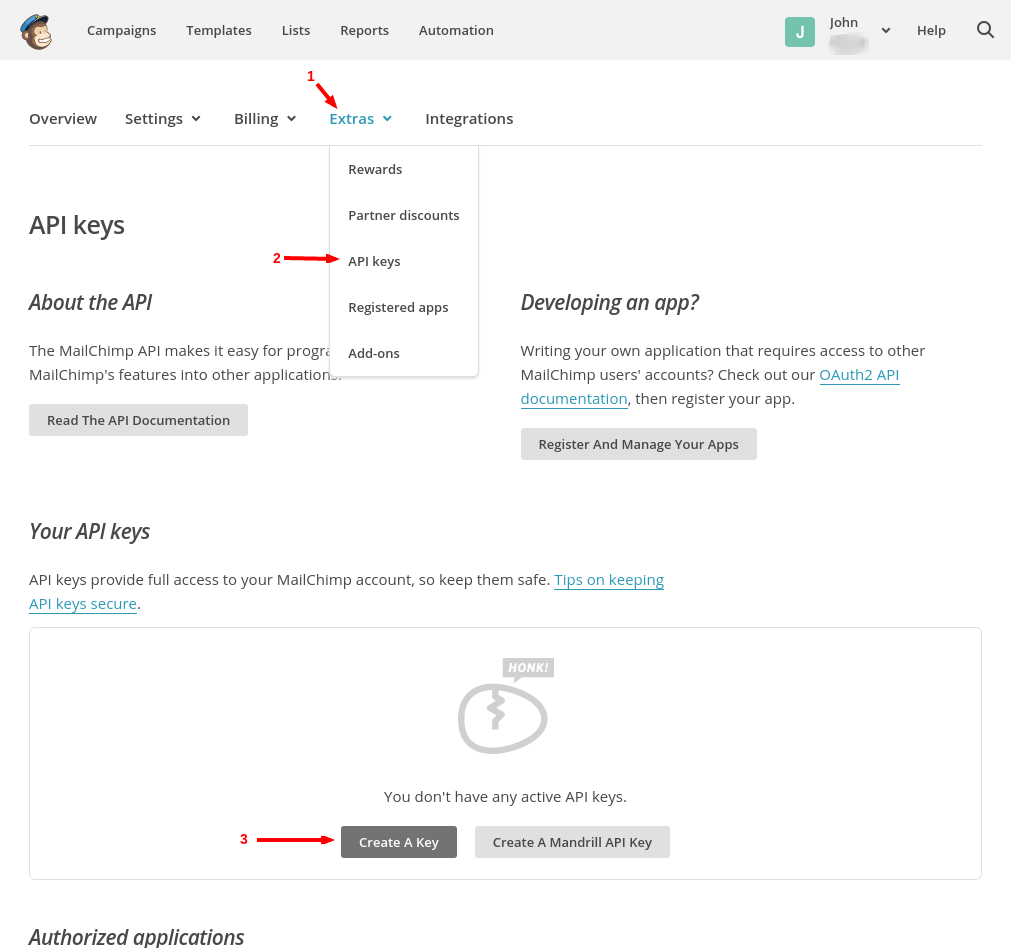 Campaigns Templates Lists Reports Automation J John Help
1
Overview Settings Billing Extras Integrations
Rewards
Partner discounts
2 API keys
Registered apps
Add-ons
API keys
About the API
The MailChimp API makes it easy for
MailChimp's features into other applications.
Read The API Documentation
Developing an app?
Writing your own application that requires access to other
MailChimp users' accounts? Check out our OAuth2 API
documentation, then register your app.
Register And Manage Your Apps
Your API keys
API keys provide full access to your MailChimp account, so keep them safe. Tips on keeping
API keys secure.
HONK!
You don't have any active API keys.
3 Create A Key Create A Mandrill API Key
Authorized applications